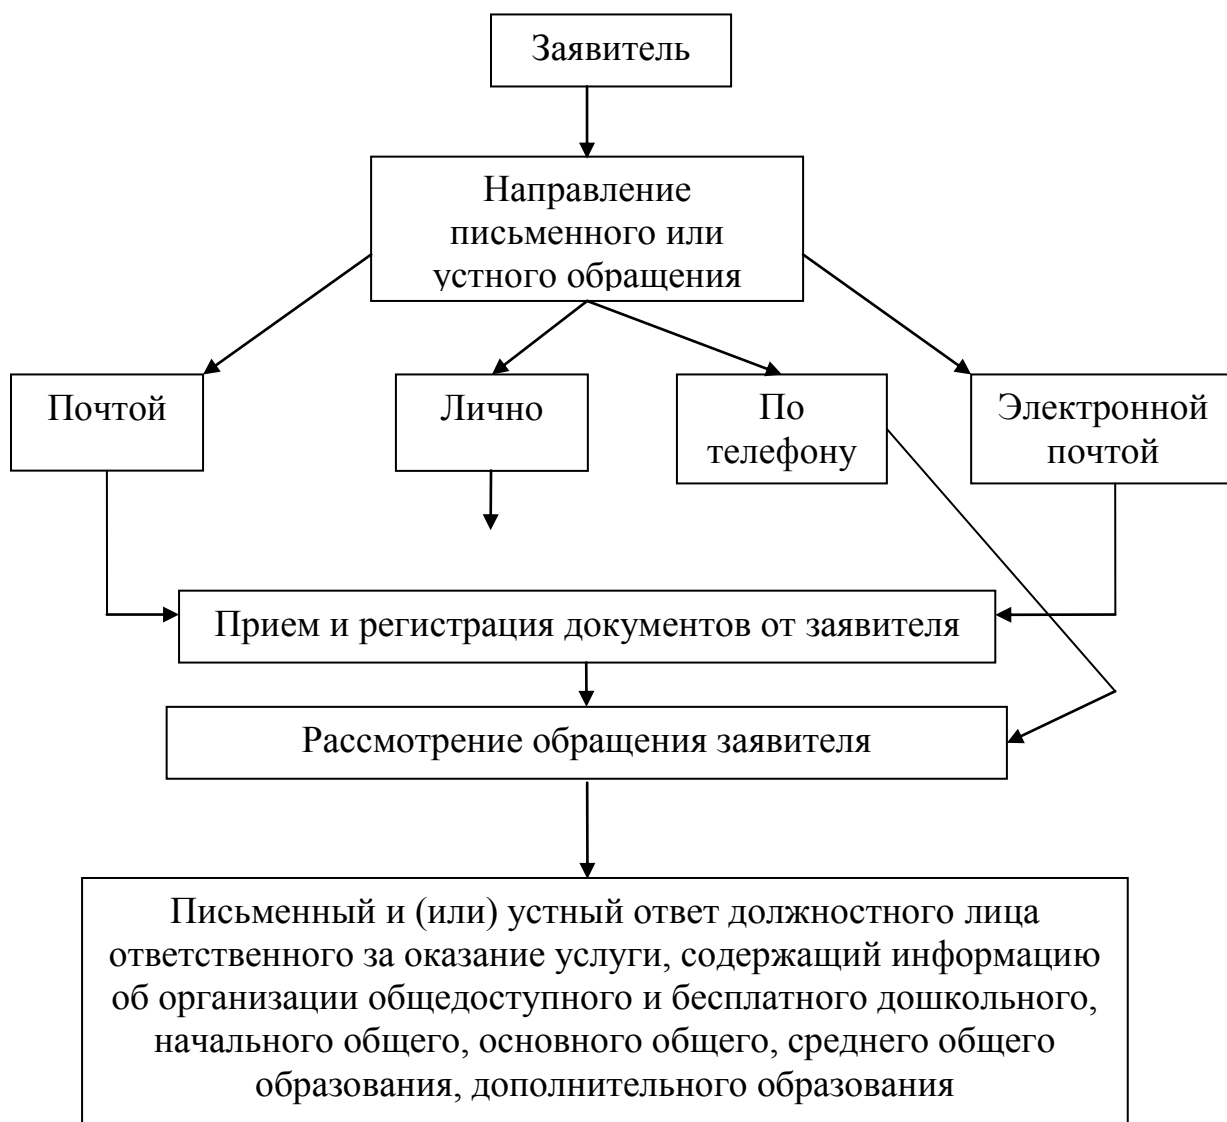 Заявитель
Направление
письменного или
устного обращения
Почтой
Лично
По
телефону
Электронной
почтой
Прием и регистрация документов от заявителя
Рассмотрение обращения заявителя
Письменный и (или) устный ответ должностного лица
ответственного за оказание услуги, содержащий информацию
об организации общедоступного и бесплатного дошкольного,
начального общего, основного общего, среднего общего
образования, дополнительного образования